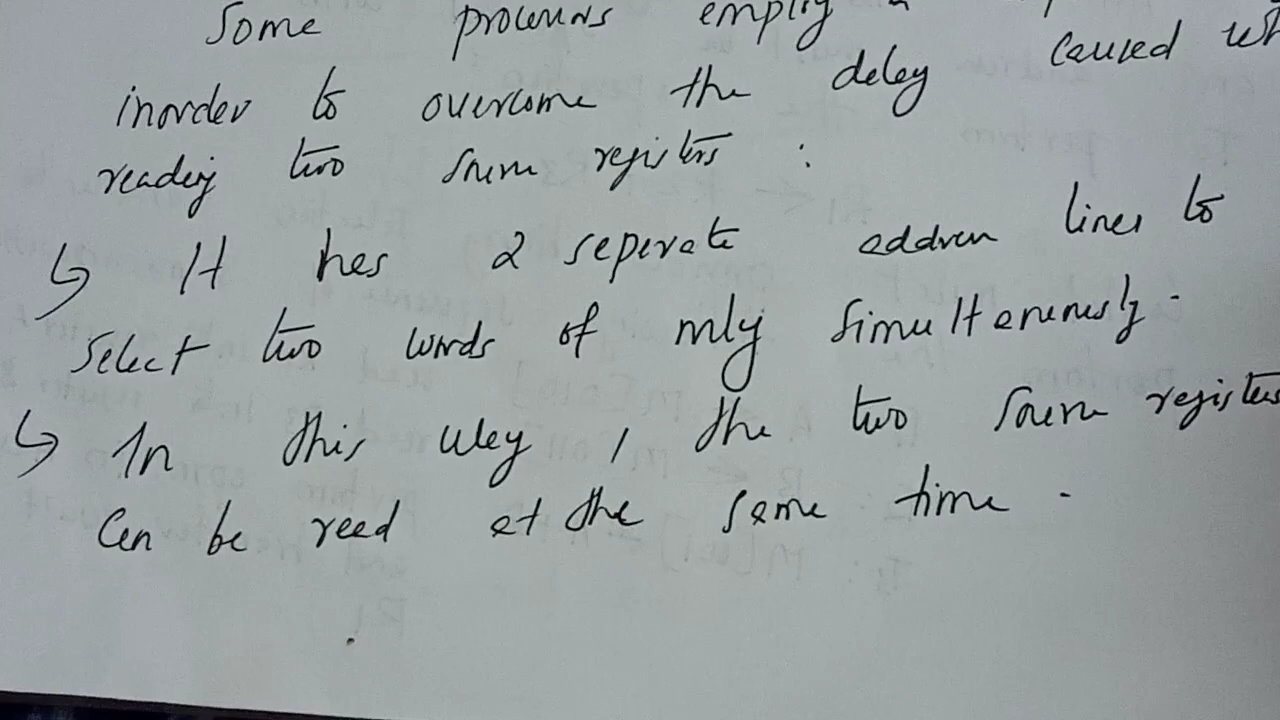 Some processors employ
inorder to overcome the delay caused
reading two source registers :
↳ It has 2 seperate address lines to
select two words of m/y simultaneously.
↳ In this way, the two source registers
can be read at the same time.